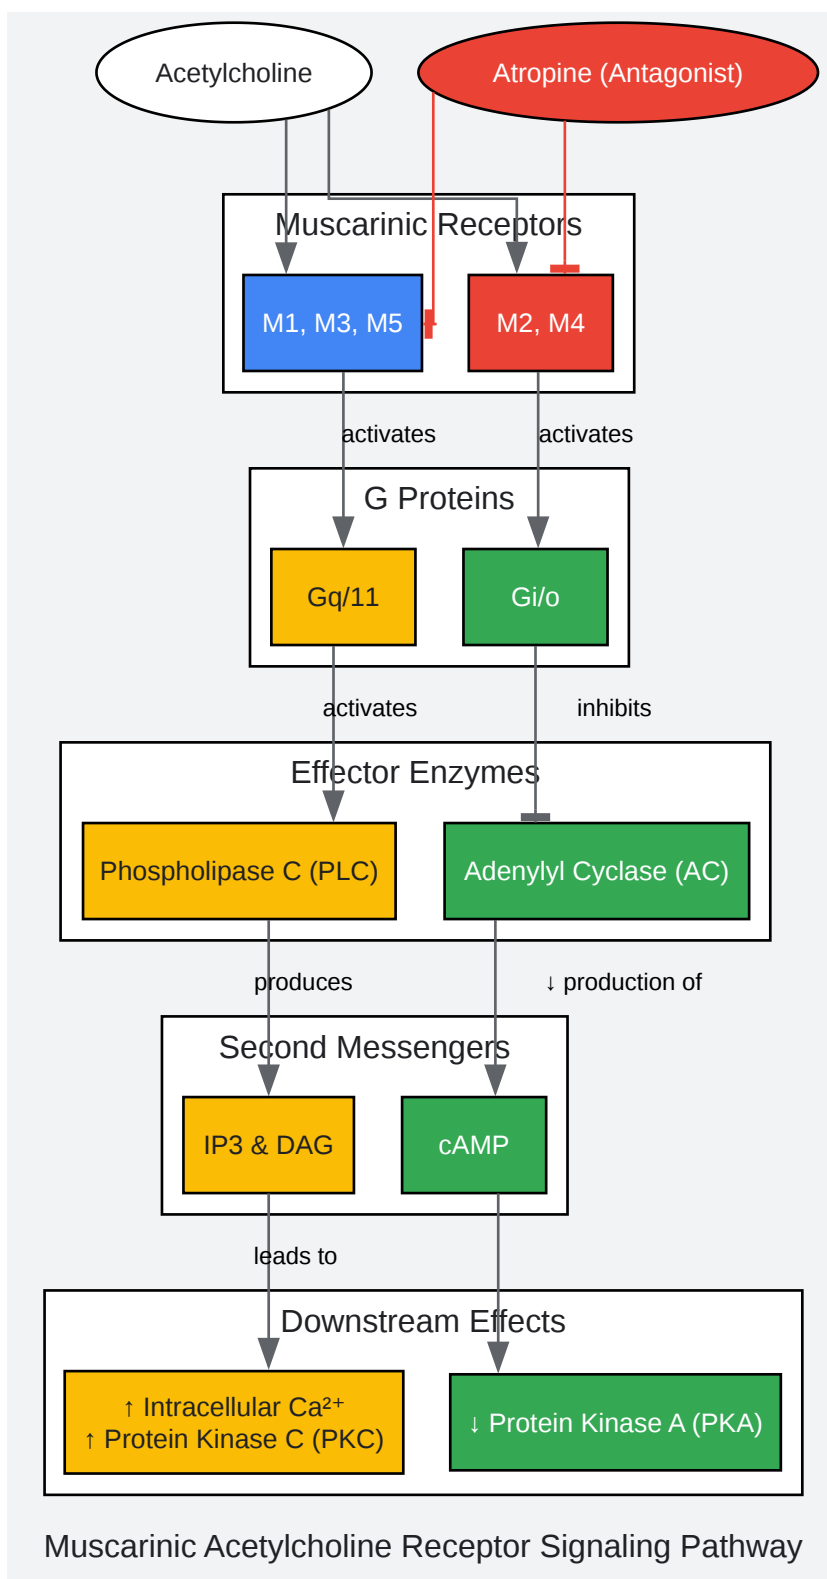 Acetylcholine
Atropine (Antagonist)
Muscarinic Receptors
M1, M3, M5
M2, M4
activates
activates
G Proteins
Gq/11
Gi/o
activates
inhibits
Effector Enzymes
Phospholipase C (PLC)
Adenylyl Cyclase (AC)
produces
↓ production of
Second Messengers
IP3 & DAG
cAMP
leads to
Downstream Effects
↑ Intracellular Ca²⁺
↑ Protein Kinase C (PKC)
↓ Protein Kinase A (PKA)
Muscarinic Acetylcholine Receptor Signaling Pathway